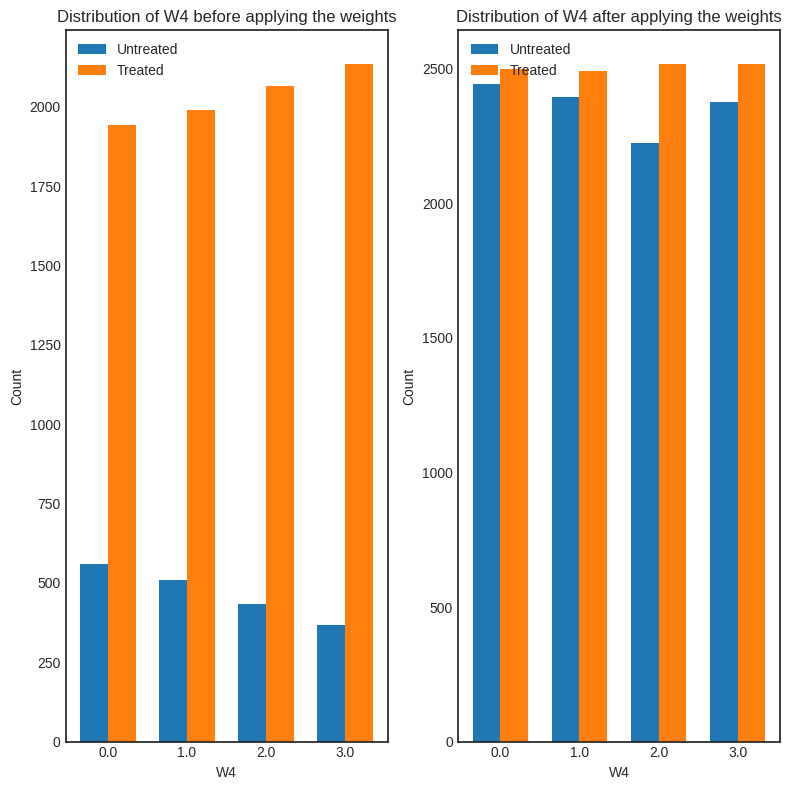 Distribution of W4 before applying the weights
Untreated
Treated
2000
1750
1500
1250
1000
750
500
250
0
Count
0.0 1.0 2.0 3.0
W4
Distribution of W4 after applying the weights
Untreated
Treated
2500
2000
1500
1000
500
0
Count
0.0 1.0 2.0 3.0
W4